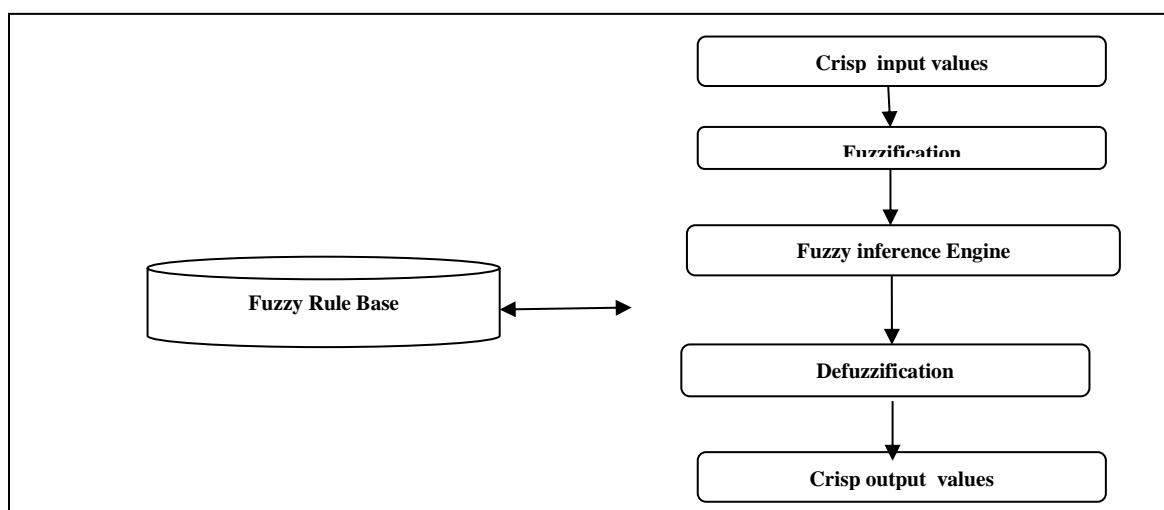 Crisp input values
Fuzzification
Fuzzy inference Engine
Fuzzy Rule Base
Defuzzification
Crisp output values